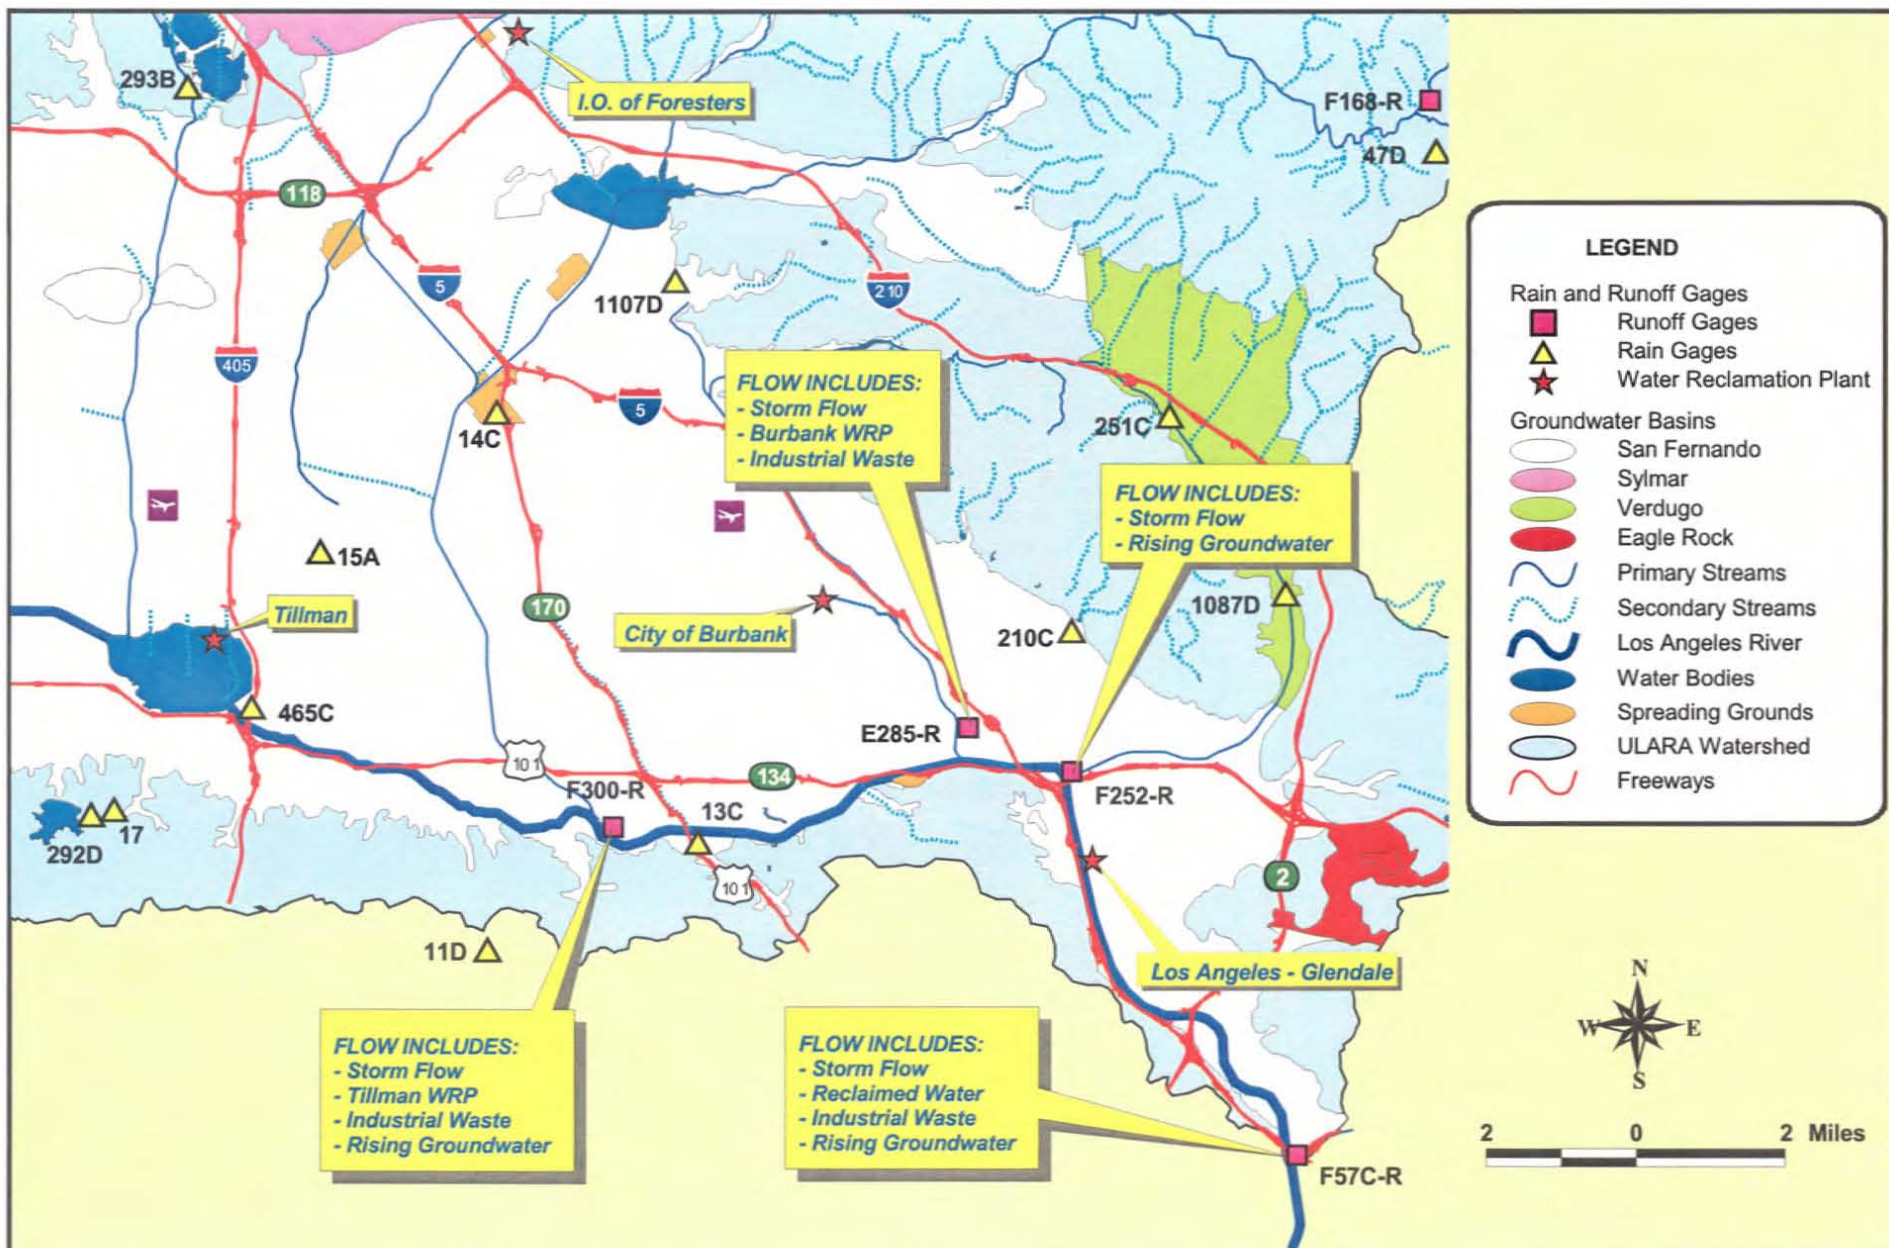 293B
I.O. of Foresters
F168-R
47D
118
5
1107D
210
405
FLOW INCLUDES:
- Storm Flow
- Burbank WRP
- Industrial Waste
5
14C
251C
FLOW INCLUDES:
- Storm Flow
- Rising Groundwater
15A
170
Tillman
City of Burbank
1087D
210C
465C
E285-R
101
134
F300-R
F252-R
13C
17
292D
101
2
11D
Los Angeles - Glendale
FLOW INCLUDES:
- Storm Flow
- Tillman WRP
- Industrial Waste
- Rising Groundwater
FLOW INCLUDES:
- Storm Flow
- Reclaimed Water
- Industrial Waste
- Rising Groundwater
F57C-R
LEGEND
Rain and Runoff Gages
Runoff Gages
Rain Gages
Water Reclamation Plant
Groundwater Basins
San Fernando
Sylmar
Verdugo
Eagle Rock
Primary Streams
Secondary Streams
Los Angeles River
Water Bodies
Spreading Grounds
ULARA Watershed
Freeways
N
W E
S
2 0 2 Miles